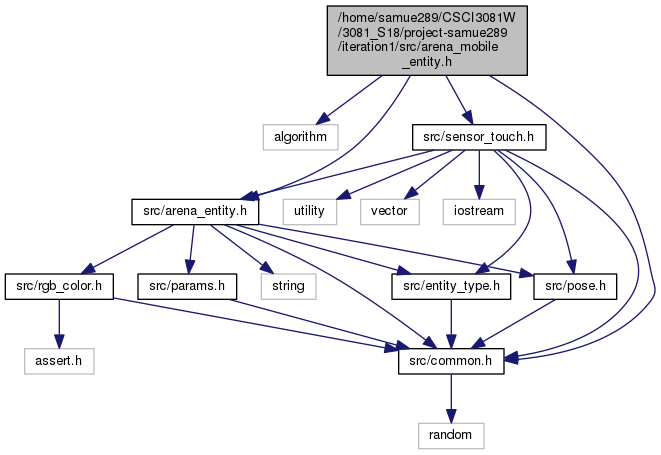 /home/samue289/CSCI3081W
/3081_S18/project-samue289
/iteration1/src/arena_mobile
_entity.h
algorithm
src/sensor_touch.h
src/arena_entity.h
utility
vector
iostream
src/rgb_color.h
src/params.h
string
src/entity_type.h
src/pose.h
assert.h
src/common.h
random